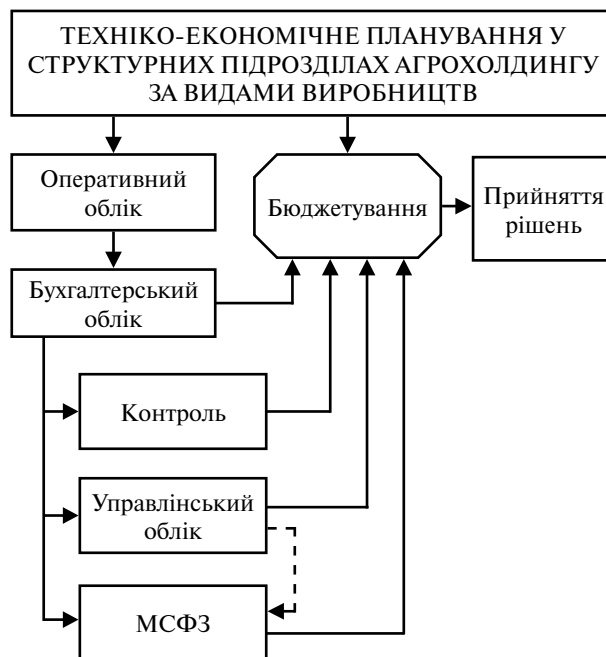 ТЕХНІКО-ЕКОНОМІЧНЕ ПЛАНУВАННЯ У
СТРУКТУРНИХ ПІДРОЗДІЛАХ АГРОХОЛДИНГУ
ЗА ВИДАМИ ВИРОБНИЦТВ
Оперативний
облік
Бюджетування
Прийняття
рішень
Бухгалтерський
облік
Контроль
Управлінський
облік
МСФЗ